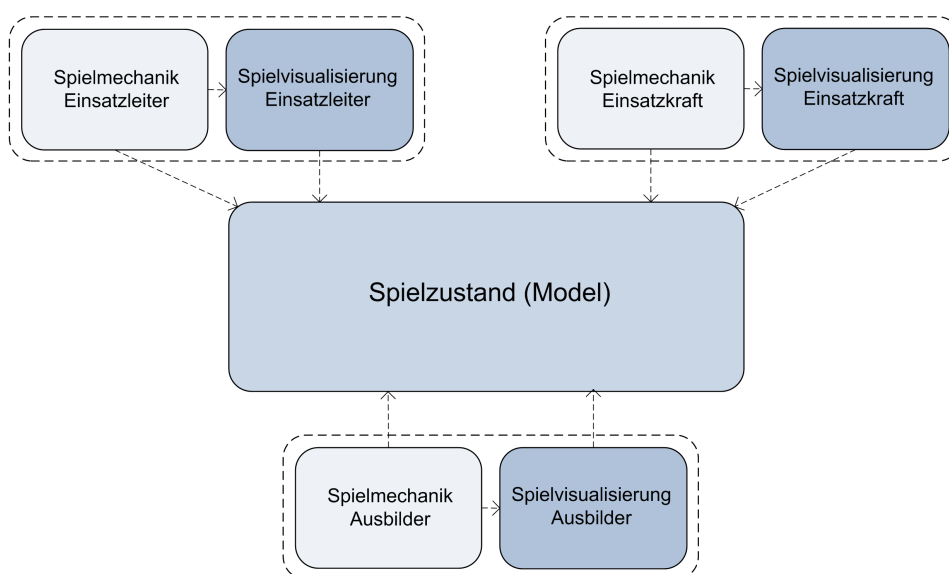 Spielmechanik
Einsatzleiter
Spielvisualisierung
Einsatzleiter
Spielmechanik
Einsatzkraft
Spielvisualisierung
Einsatzkraft
Spielzustand (Model)
Spielmechanik
Ausbilder
Spielvisualisierung
Ausbilder